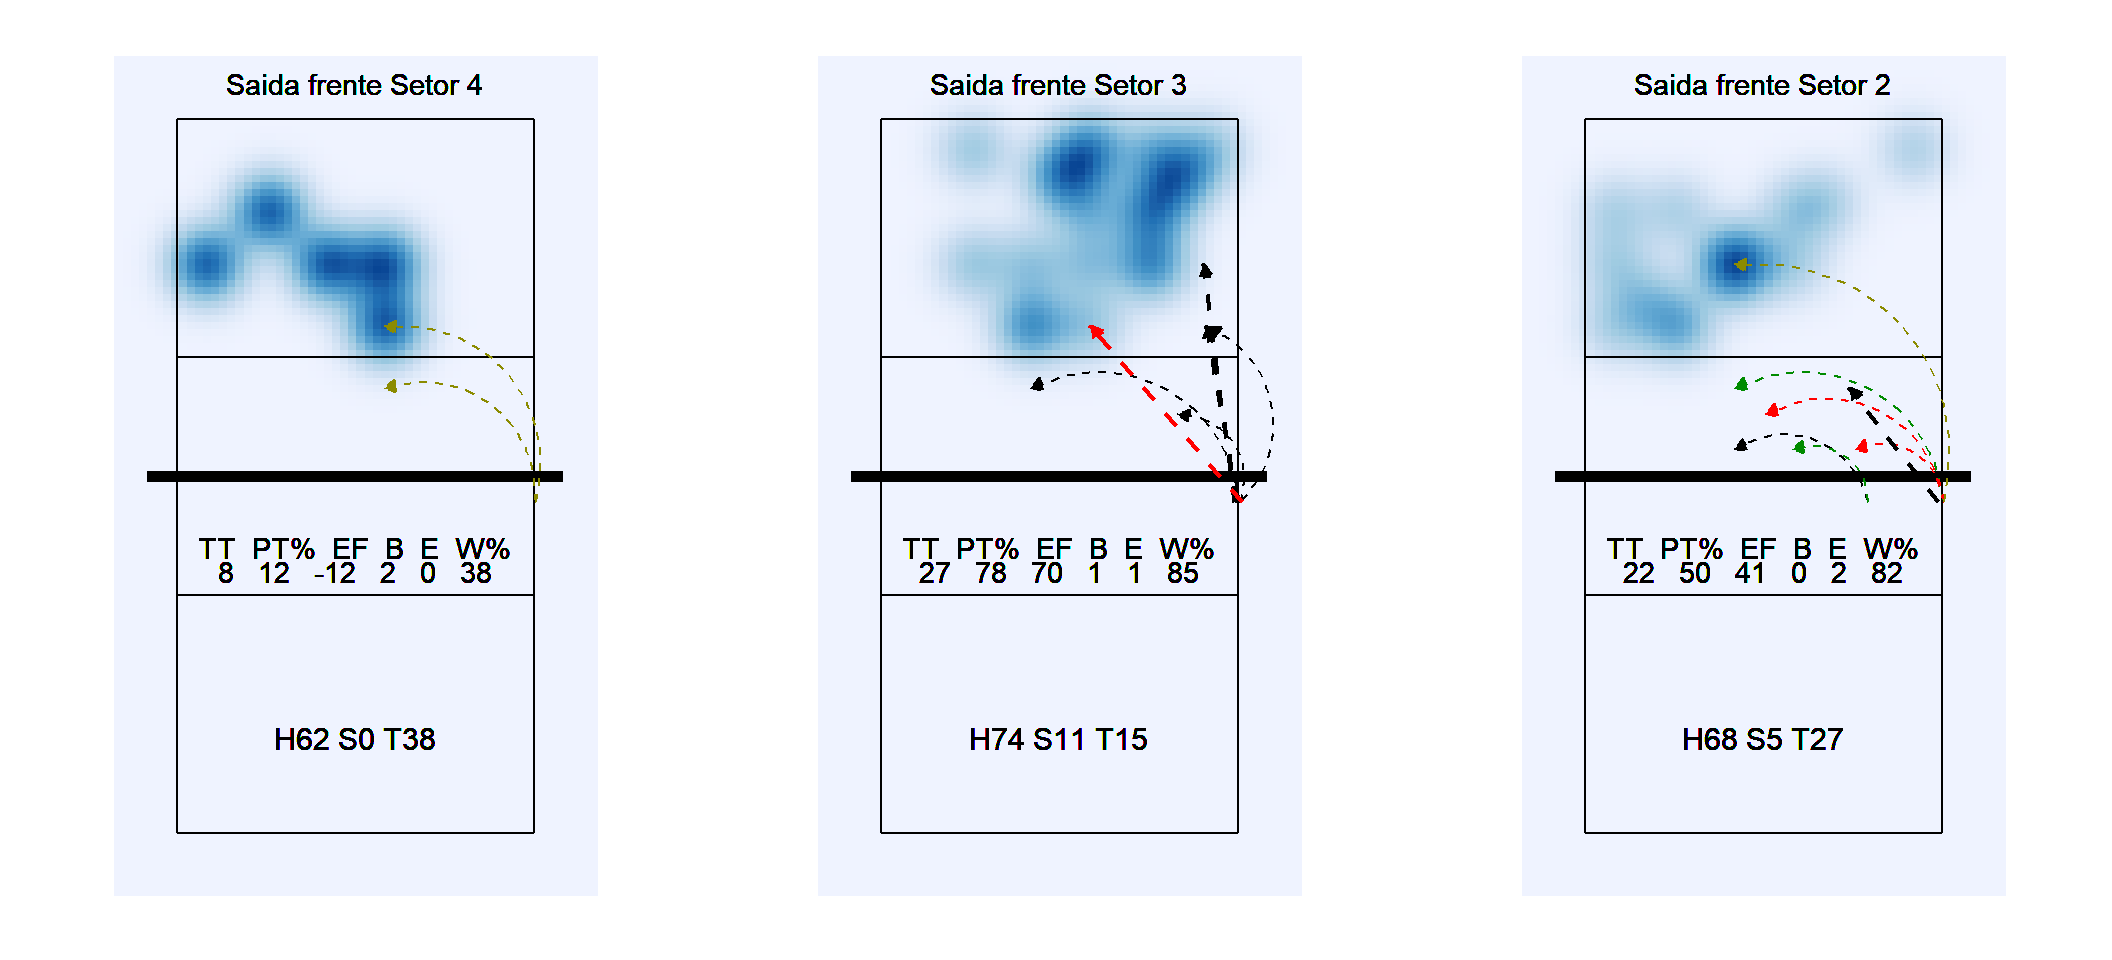 Saida frente Setor 4
TT PT% EF B E W%
8 12 -12 2 0 38
H62 S0 T38
Saida frente Setor 3
TT PT% EF B E W%
27 78 70 1 1 85
H74 S11 T15
Saida frente Setor 2
TT PT% EF B E W%
22 50 41 0 2 82
H68 S5 T27